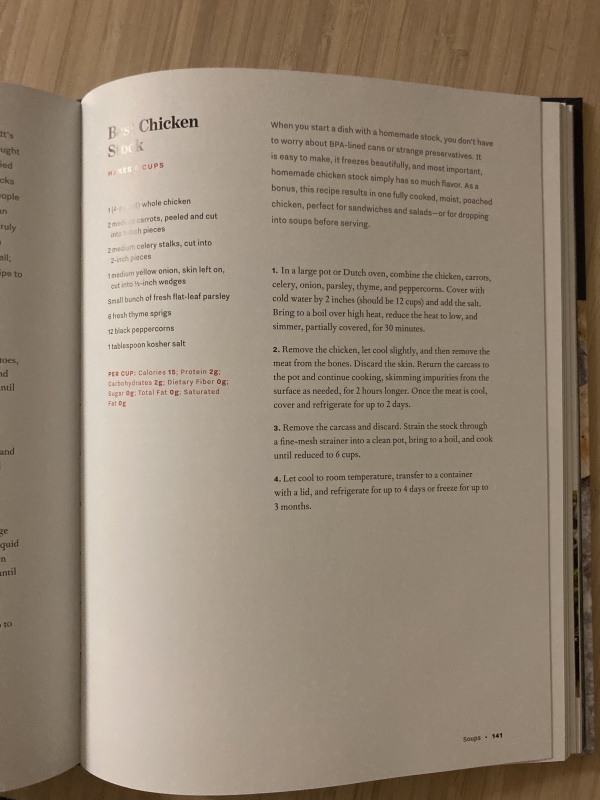 It's
ught
ied
cks
ople
an
ruly
all;
ipe to
oes,
nd
ntil
and
ge
quid
n
until
to
Best Chicken
Stock
MAKES 6 CUPS
1 whole chicken
2 medium carrots, peeled and cut
into pieces
2 medium celery stalks, cut into
2-inch pieces
1 medium yellow onion, skin left on,
cut into ½-inch wedges
Small bunch of fresh flat-leaf parsley
6 fresh thyme sprigs
12 black peppercorns
1 tablespoon kosher salt
PER CUP: Calories 15; Protein 2g;
Carbohydrates 2g; Dietary Fiber 0g;
Sugar 0g; Total Fat 0g; Saturated
Fat 0g
When you start a dish with a homemade stock, you don't have
to worry about BPA-lined cans or strange preservatives. It
is easy to make, it freezes beautifully, and most important,
homemade chicken stock simply has so much flavor. As a
bonus, this recipe results in one fully cooked, moist, poached
chicken, perfect for sandwiches and salads—or for dropping
into soups before serving.
1. In a large pot or Dutch oven, combine the chicken, carrots,
celery, onion, parsley, thyme, and peppercorns. Cover with
cold water by 2 inches (should be 12 cups) and add the salt.
Bring to a boil over high heat, reduce the heat to low, and
simmer, partially covered, for 30 minutes.
2. Remove the chicken, let cool slightly, and then remove the
meat from the bones. Discard the skin. Return the carcass to
the pot and continue cooking, skimming impurities from the
surface as needed, for 2 hours longer. Once the meat is cool,
cover and refrigerate for up to 2 days.
3. Remove the carcass and discard. Strain the stock through
a fine-mesh strainer into a clean pot, bring to a boil, and cook
until reduced to 6 cups.
4. Let cool to room temperature, transfer to a container
with a lid, and refrigerate for up to 4 days or freeze for up to
3 months.
Soups • 141